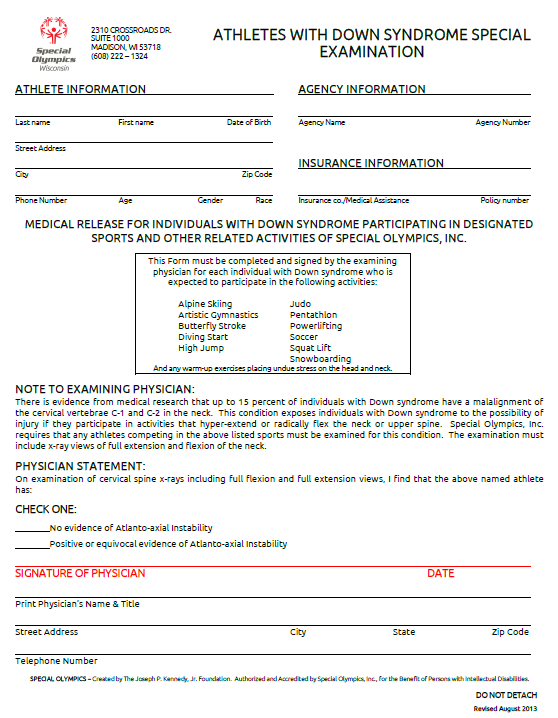 Special
Olympics
Wisconsin
2310 CROSSROADS DR.
SUITE 1000
MADISON, WI 53718
(608) 222 – 1324
ATHLETES WITH DOWN SYNDROME SPECIAL
EXAMINATION
ATHLETE INFORMATION
Last name First name Date of Birth
Street Address
City Zip Code
Phone Number Age Gender Race
AGENCY INFORMATION
Agency Name Agency Number
INSURANCE INFORMATION
Insurance co./Medical Assistance Policy number
MEDICAL RELEASE FOR INDIVIDUALS WITH DOWN SYNDROME PARTICIPATING IN DESIGNATED
SPORTS AND OTHER RELATED ACTIVITIES OF SPECIAL OLYMPICS, INC.
This Form must be completed and signed by the examining
physician for each individual with Down syndrome who is
expected to participate in the following activities:
Alpine Skiing Judo
Artistic Gymnastics Pentathlon
Butterfly Stroke Powerlifting
Diving Start Soccer
High Jump Squat Lift
Snowboarding
And any warm-up exercises placing undue stress on the head and neck.
NOTE TO EXAMINING PHYSICIAN:
There is evidence from medical research that up to 15 percent of individuals with Down syndrome have a malalignment of
the cervical vertebrae C-1 and C-2 in the neck. This condition exposes individuals with Down syndrome to the possibility of
injury if they participate in activities that hyper-extend or radically flex the neck or upper spine. Special Olympics, Inc.
requires that any athletes competing in the above listed sports must be examined for this condition. The examination must
include x-ray views of full extension and flexion of the neck.
PHYSICIAN STATEMENT:
On examination of cervical spine x-rays including full flexion and full extension views, I find that the above named athlete
has:
CHECK ONE:
_______No evidence of Atlanto-axial Instability
_______Positive or equivocal evidence of Atlanto-axial Instability
SIGNATURE OF PHYSICIAN DATE
Print Physician's Name & Title
Street Address City State Zip Code
Telephone Number
SPECIAL OLYMPICS – Created by The Joseph P. Kennedy, Jr. Foundation. Authorized and Accredited by Special Olympics, Inc., for the Benefit of Persons with Intellectual Disabilities.
DO NOT DETACH
Revised August 2013